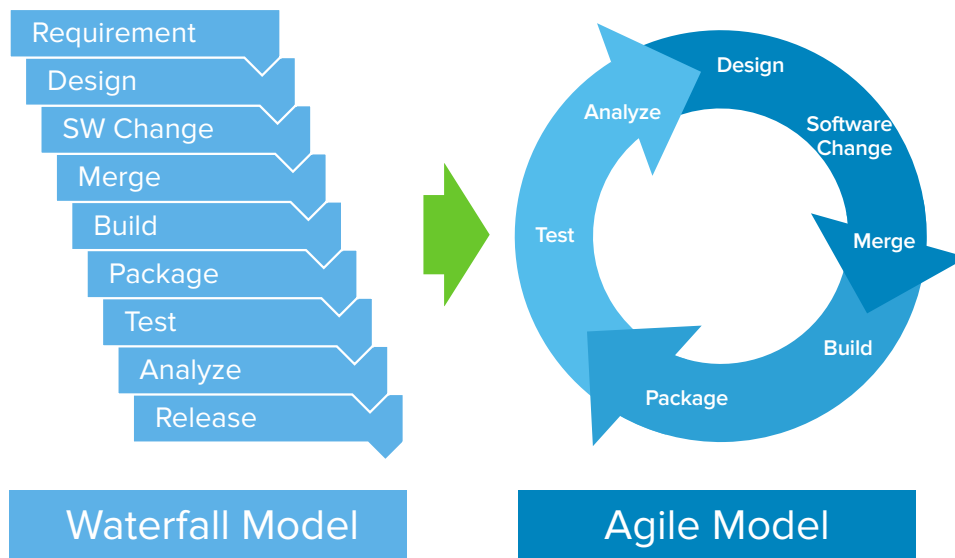 Requirement
Design
SW Change
Merge
Build
Package
Test
Analyze
Release
Waterfall Model
Design
Software
Change
Merge
Build
Package
Test
Analyze
Agile Model